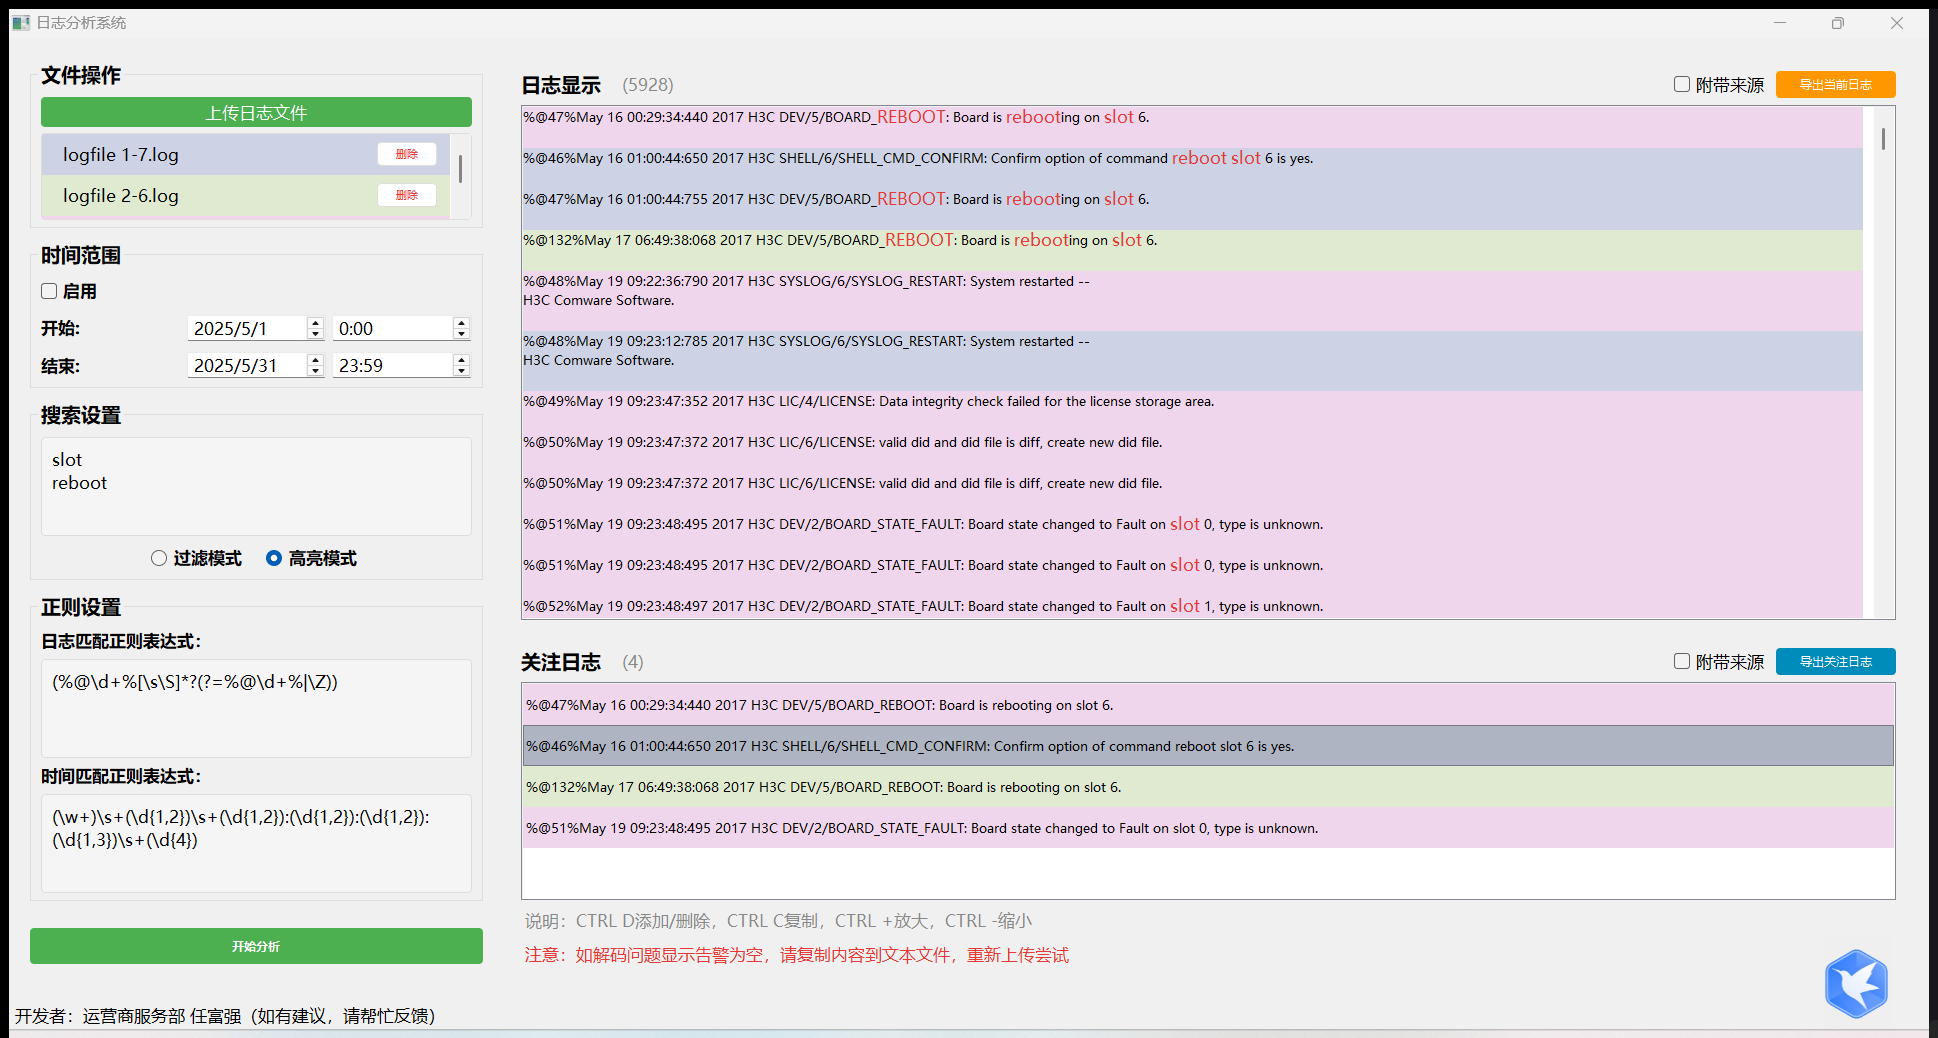 日志分析系统
文件操作
上传日志文件
logfile 1-7.log
删除
logfile 2-6.log
删除
时间范围
启用
开始:
2025/5/1
0:00
结束:
2025/5/31
23:59
搜索设置
slot
reboot
过滤模式
高亮模式
正则设置
日志匹配正则表达式：
(%@\d+%[\s\S]*?(?=%@\d+%|\Z))
时间匹配正则表达式：
(\w+)\s+(\d{1,2})\s+(\d{1,2}):(\d{1,2}):(\d{1,2}):
(\d{1,3})\s+(\d{4})
开始分析
日志显示 (5928)
附带来源
导出当前日志
%@47%May 16 00:29:34:440 2017 H3C DEV/5/BOARD_REBOOT: Board is rebooting on slot 6.
%@46%May 16 01:00:44:650 2017 H3C SHELL/6/SHELL_CMD_CONFIRM: Confirm option of command reboot slot 6 is yes.
%@47%May 16 01:00:44:755 2017 H3C DEV/5/BOARD_REBOOT: Board is rebooting on slot 6.
%@132%May 17 06:49:38:068 2017 H3C DEV/5/BOARD_REBOOT: Board is rebooting on slot 6.
%@48%May 19 09:22:36:790 2017 H3C SYSLOG/6/SYSLOG_RESTART: System restarted --
H3C Comware Software.
%@48%May 19 09:23:12:785 2017 H3C SYSLOG/6/SYSLOG_RESTART: System restarted --
H3C Comware Software.
%@49%May 19 09:23:47:352 2017 H3C LIC/4/LICENSE: Data integrity check failed for the license storage area.
%@50%May 19 09:23:47:372 2017 H3C LIC/6/LICENSE: valid did and did file is diff, create new did file.
%@50%May 19 09:23:47:372 2017 H3C LIC/6/LICENSE: valid did and did file is diff, create new did file.
%@51%May 19 09:23:48:495 2017 H3C DEV/2/BOARD_STATE_FAULT: Board state changed to Fault on slot 0, type is unknown.
%@51%May 19 09:23:48:495 2017 H3C DEV/2/BOARD_STATE_FAULT: Board state changed to Fault on slot 0, type is unknown.
%@52%May 19 09:23:48:497 2017 H3C DEV/2/BOARD_STATE_FAULT: Board state changed to Fault on slot 1, type is unknown.
关注日志 (4)
附带来源
导出关注日志
%@47%May 16 00:29:34:440 2017 H3C DEV/5/BOARD_REBOOT: Board is rebooting on slot 6.
%@46%May 16 01:00:44:650 2017 H3C SHELL/6/SHELL_CMD_CONFIRM: Confirm option of command reboot slot 6 is yes.
%@132%May 17 06:49:38:068 2017 H3C DEV/5/BOARD_REBOOT: Board is rebooting on slot 6.
%@51%May 19 09:23:48:495 2017 H3C DEV/2/BOARD_STATE_FAULT: Board state changed to Fault on slot 0, type is unknown.
说明：CTRL D添加/删除，CTRL C复制，CTRL +放大，CTRL -缩小
注意：如解码问题显示告警为空，请复制内容到文本文件，重新上传尝试
开发者：运营商服务部 任富强（如有建议，请帮忙反馈）